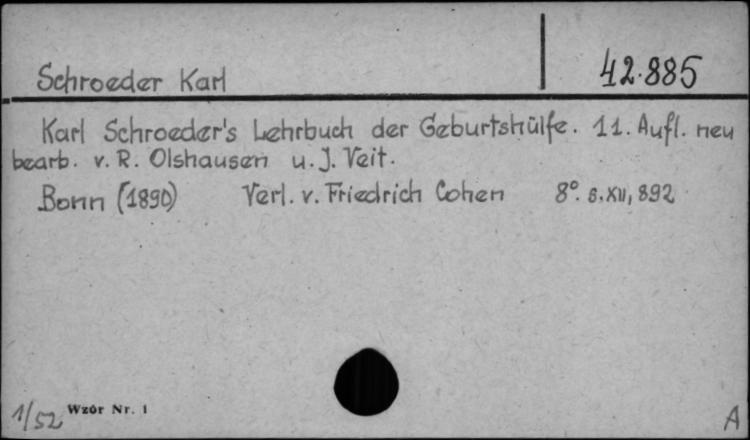 Schroeder Karl 42.885
Karl Schroeder's Lehrbuch der Geburtshülfe. 11. Aufl. neu
bearb. v. R. Olshausen u. J. Veit.
Bonn (1890) Verl. v. Friedrich Cohen 8°. s. XII, 892
1/52 Wzór Nr. 1 A